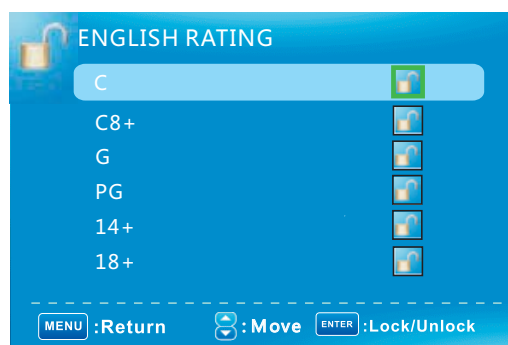 ENGLISH RATING
C
C8+
G
PG
14+
18+
MENU :Return :Move ENTER :Lock/Unlock